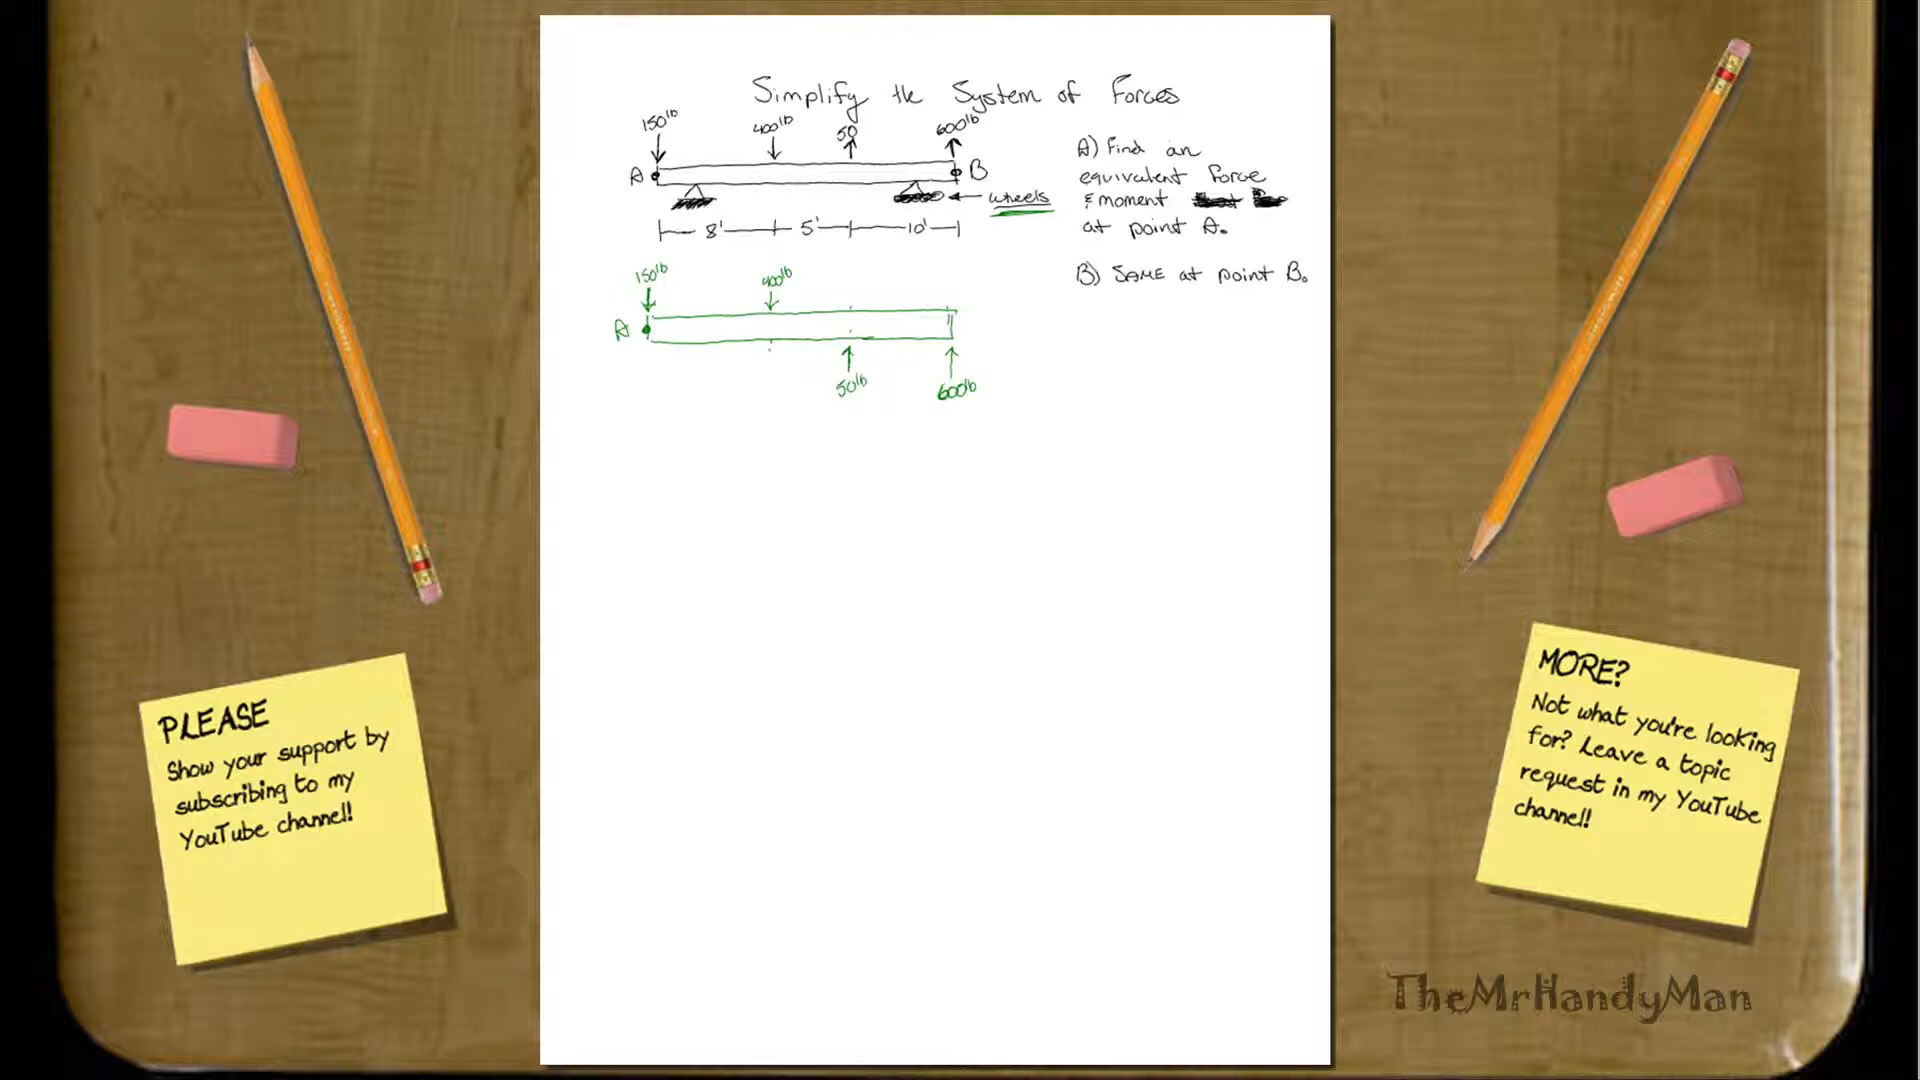 Simplify the System of Forces
150lb
400lb
50
600lb
A
B
wheels
8'
5'
10'
A) Find an
equivalent Force
& moment
at point A.
B) SAME at point B.
150lb
400lb
A
50lb
600lb
PLEASE
Show your support by
subscribing to my
YouTube channel!
MORE?
Not what you're looking
for? Leave a topic
request in my YouTube
channel!
TheMrHandyMan